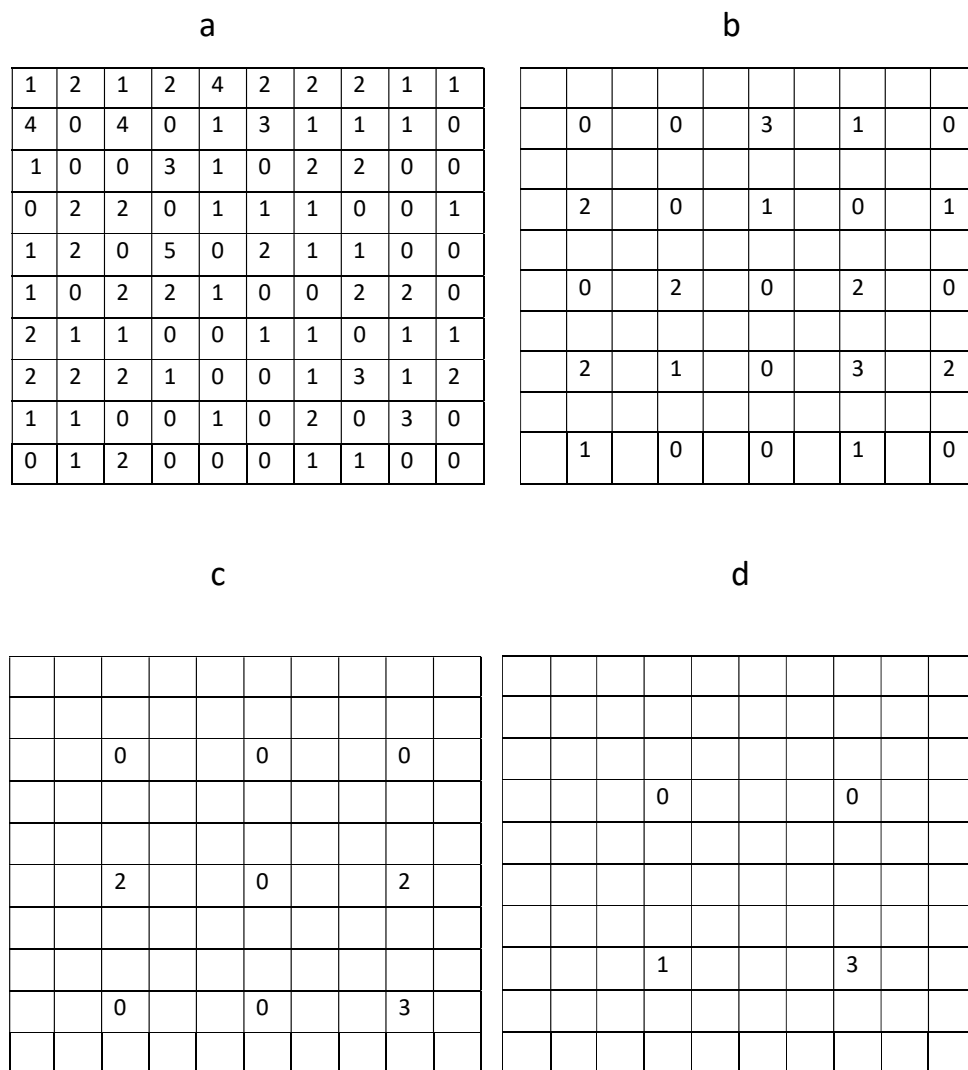 a b
1 2 1 2 4 2 2 2 1 1
4 0 4 0 1 3 1 1 1 0
1 0 0 3 1 0 2 2 0 0
0 2 2 0 1 1 1 0 0 1
1 2 0 5 0 2 1 1 0 0
1 0 2 2 1 0 0 2 2 0
2 1 1 0 0 1 1 0 1 1
2 2 2 1 0 0 1 3 1 2
1 1 0 0 1 0 2 0 3 0
0 1 2 0 0 0 1 1 0 0
0 0 3 1 0
2 0 1 0 1
0 2 0 2 0
2 1 0 3 2
1 0 0 1 0
c d
0 0 0
2 0 2
0 0 3
0 0
1 3